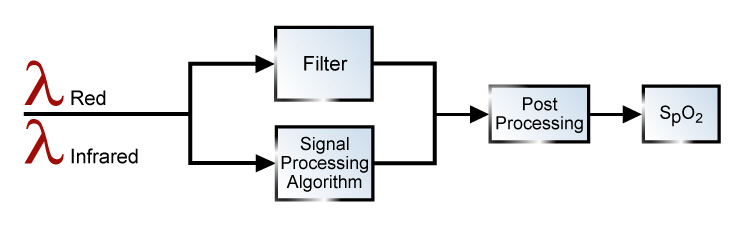 λ Red
λ Infrared
Filter
Signal
Processing
Algorithm
Post
Processing
SpO₂